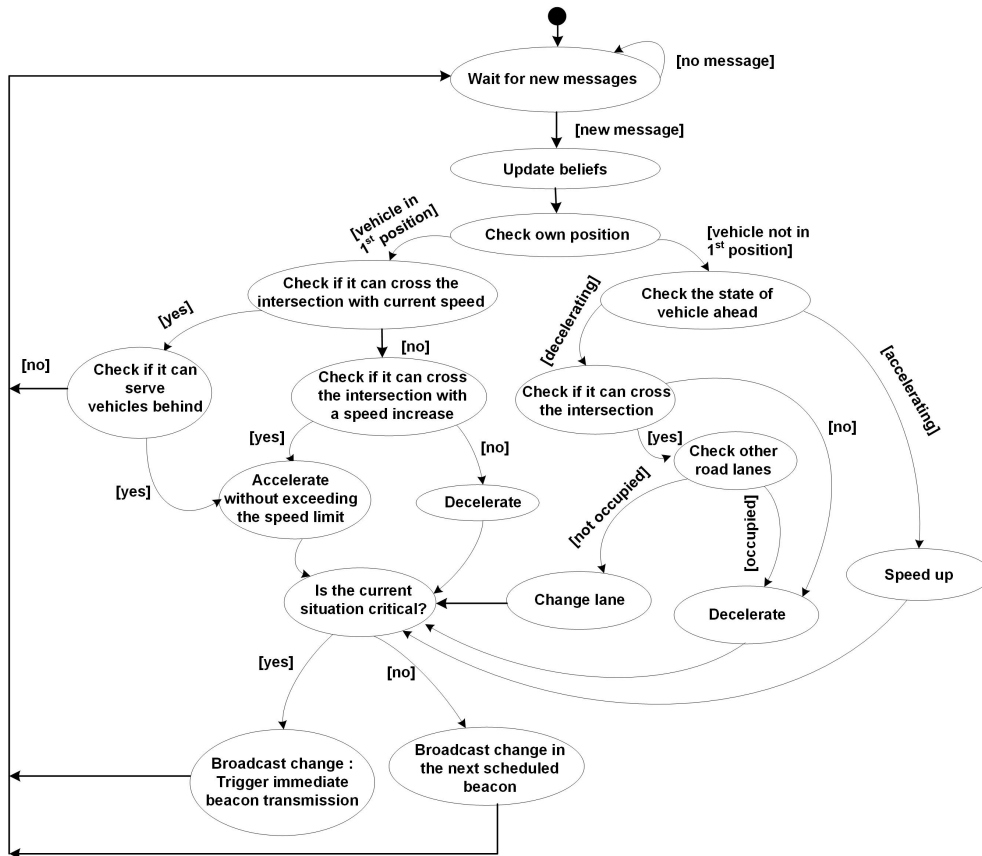 Wait for new messages
[no message]
[new message]
Update beliefs
[vehicle in
1st position]
Check own position
[vehicle not in
1st position]
Check if it can cross the
intersection with current speed
Check the state of
vehicle ahead
[yes]
[no]
[decelerating]
[accelerating]
[no]
Check if it can
serve
vehicles behind
Check if it can cross
the intersection with
a speed increase
Check if it can cross
the intersection
[no]
[yes]
[no]
[yes]
Check other
road lanes
[yes]
Accelerate
without exceeding
the speed limit
Decelerate
[not occupied]
[occupied]
Is the current
situation critical?
Change lane
Decelerate
Speed up
[yes]
[no]
Broadcast change :
Trigger immediate
beacon transmission
Broadcast change in
the next scheduled
beacon